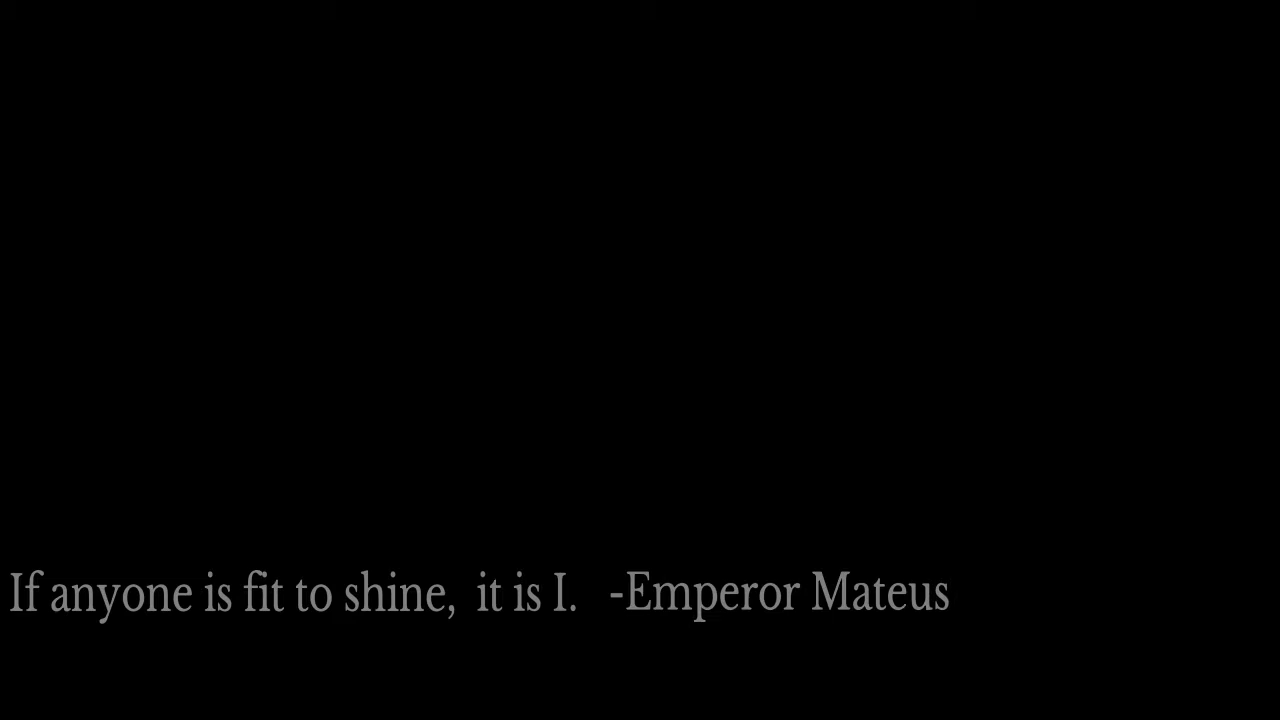 If anyone is fit to shine,  it is I.   -Emperor Mateus